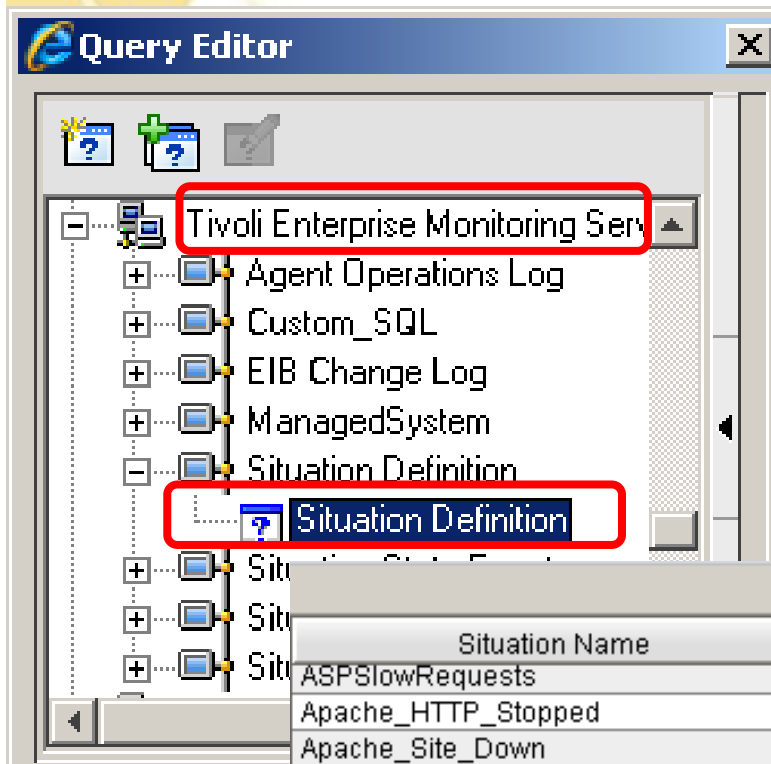 Query Editor
Tivoli Enterprise Monitoring Serv
Agent Operations Log
Custom_SQL
EIB Change Log
ManagedSystem
Situation Definition
Situation Definition
Situation Name
ASPSlowRequests
Apache_HTTP_Stopped
Apache_Site_Down